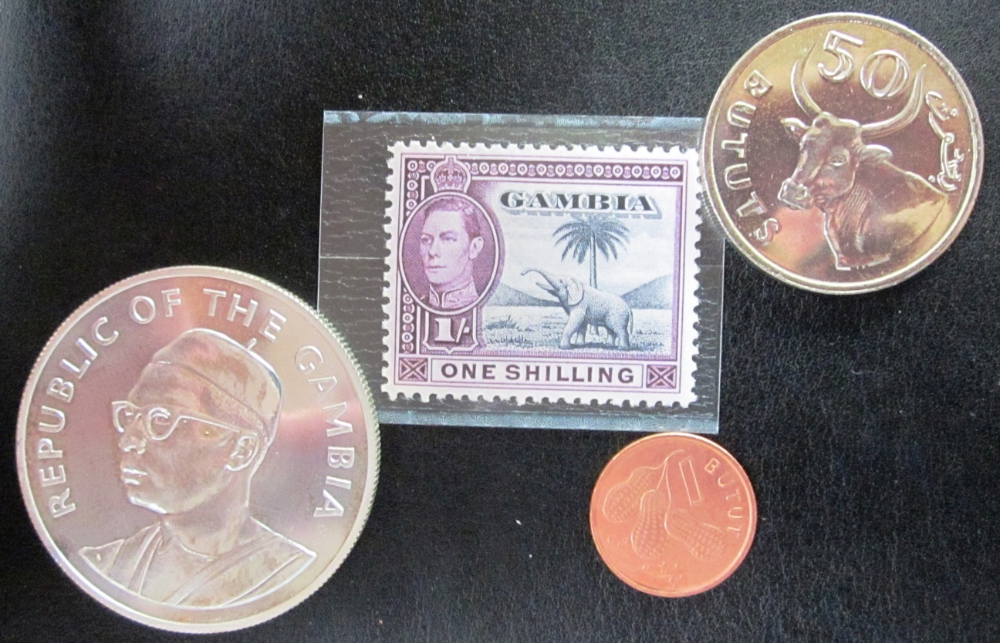 REPUBLIC OF THE GAMBIA
GAMBIA
1/-
ONE SHILLING
50
BUTUTS
1
BUTUT